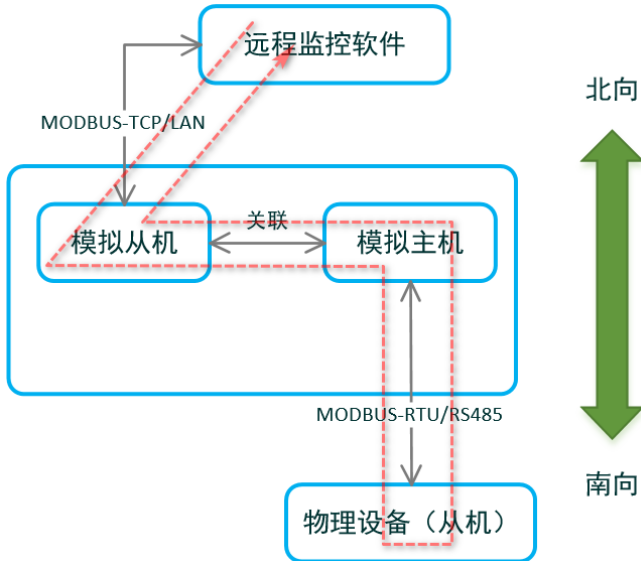 远程监控软件
北向
MODBUS-TCP/LAN
关联
模拟从机
模拟主机
MODBUS-RTU/RS485
南向
物理设备（从机）